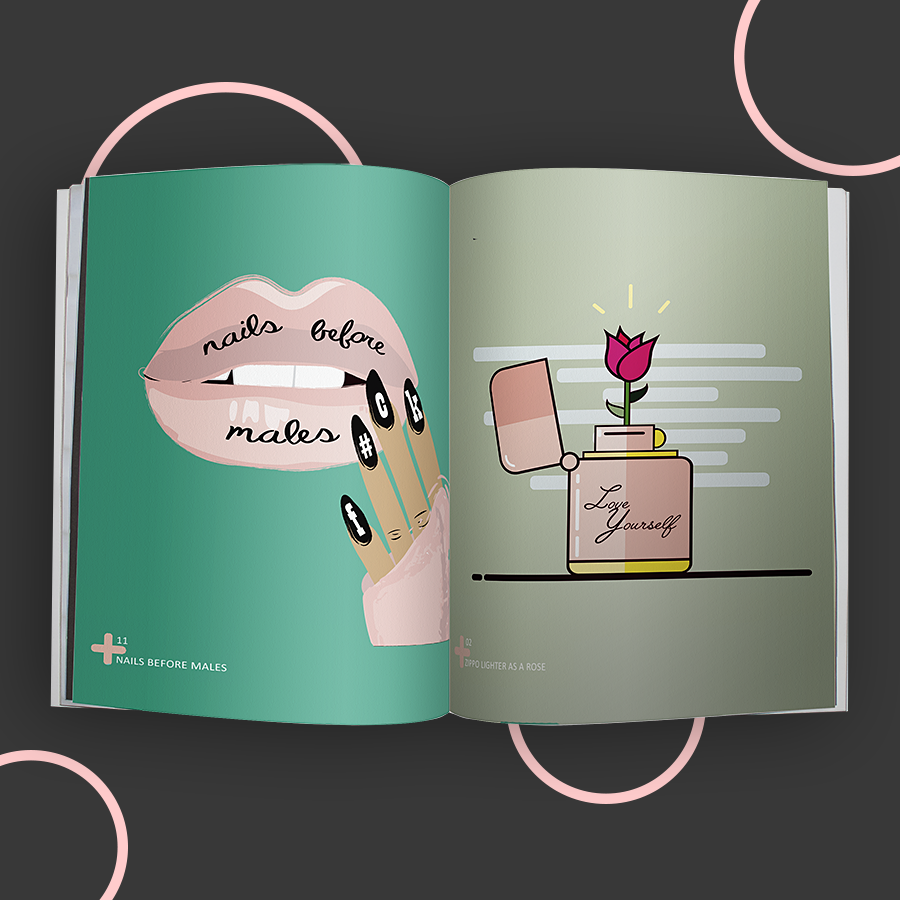 nails before
males
f # c k
11
NAILS BEFORE MALES
Love
Yourself
02
ZIPPO LIGHTER AS A ROSE